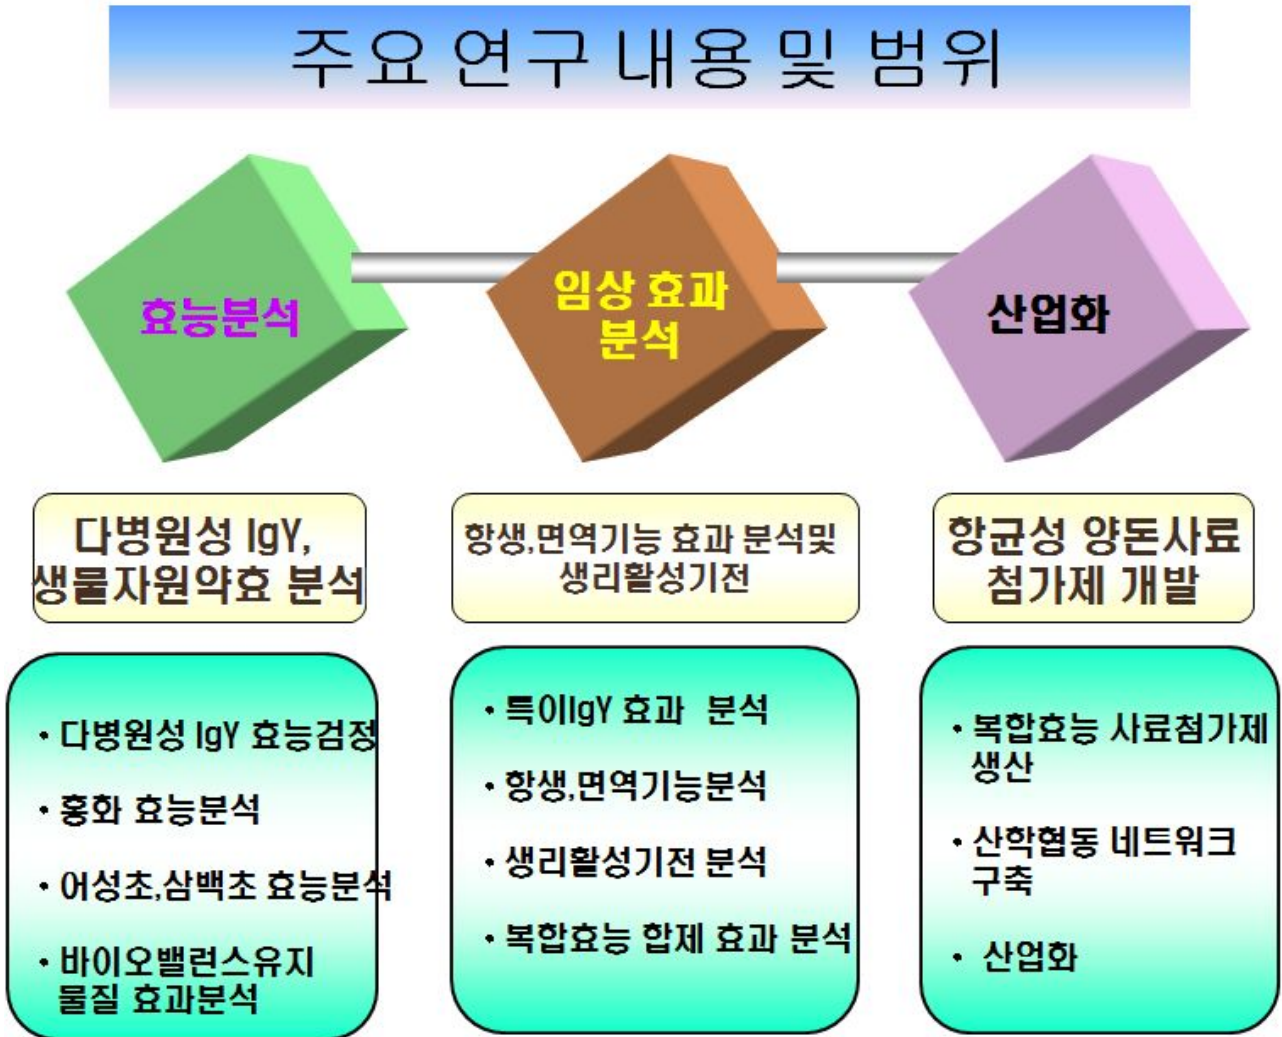 주요 연구 내용 및 범위
효능분석
임상 효과
분석
산업화
다병원성 IgY,
생물자원약효 분석
항생,면역기능 효과 분석및
생리활성기전
항균성 양돈사료
첨가제 개발
• 다병원성 IgY 효능검정
• 홍화 효능분석
• 어성초,삼백초 효능분석
• 바이오밸런스유지
물질 효과분석
• 특이IgY 효과 분석
• 항생,면역기능분석
• 생리활성기전 분석
• 복합효능 합제 효과 분석
• 복합효능 사료첨가제
생산
• 산학협동 네트워크
구축
• 산업화